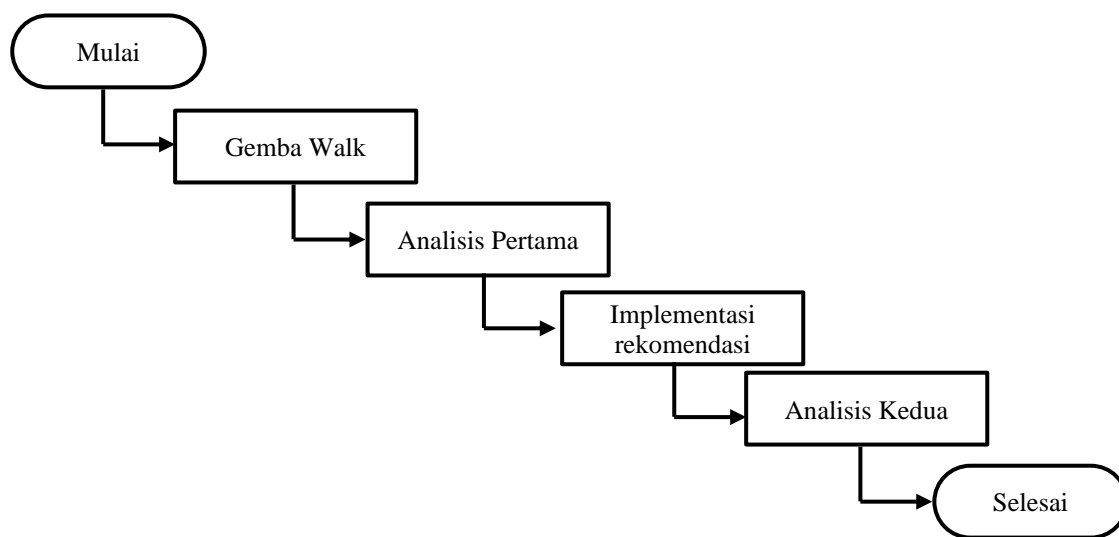 Mulai
Gemba Walk
Analisis Pertama
Implementasi
rekomendasi
Analisis Kedua
Selesai